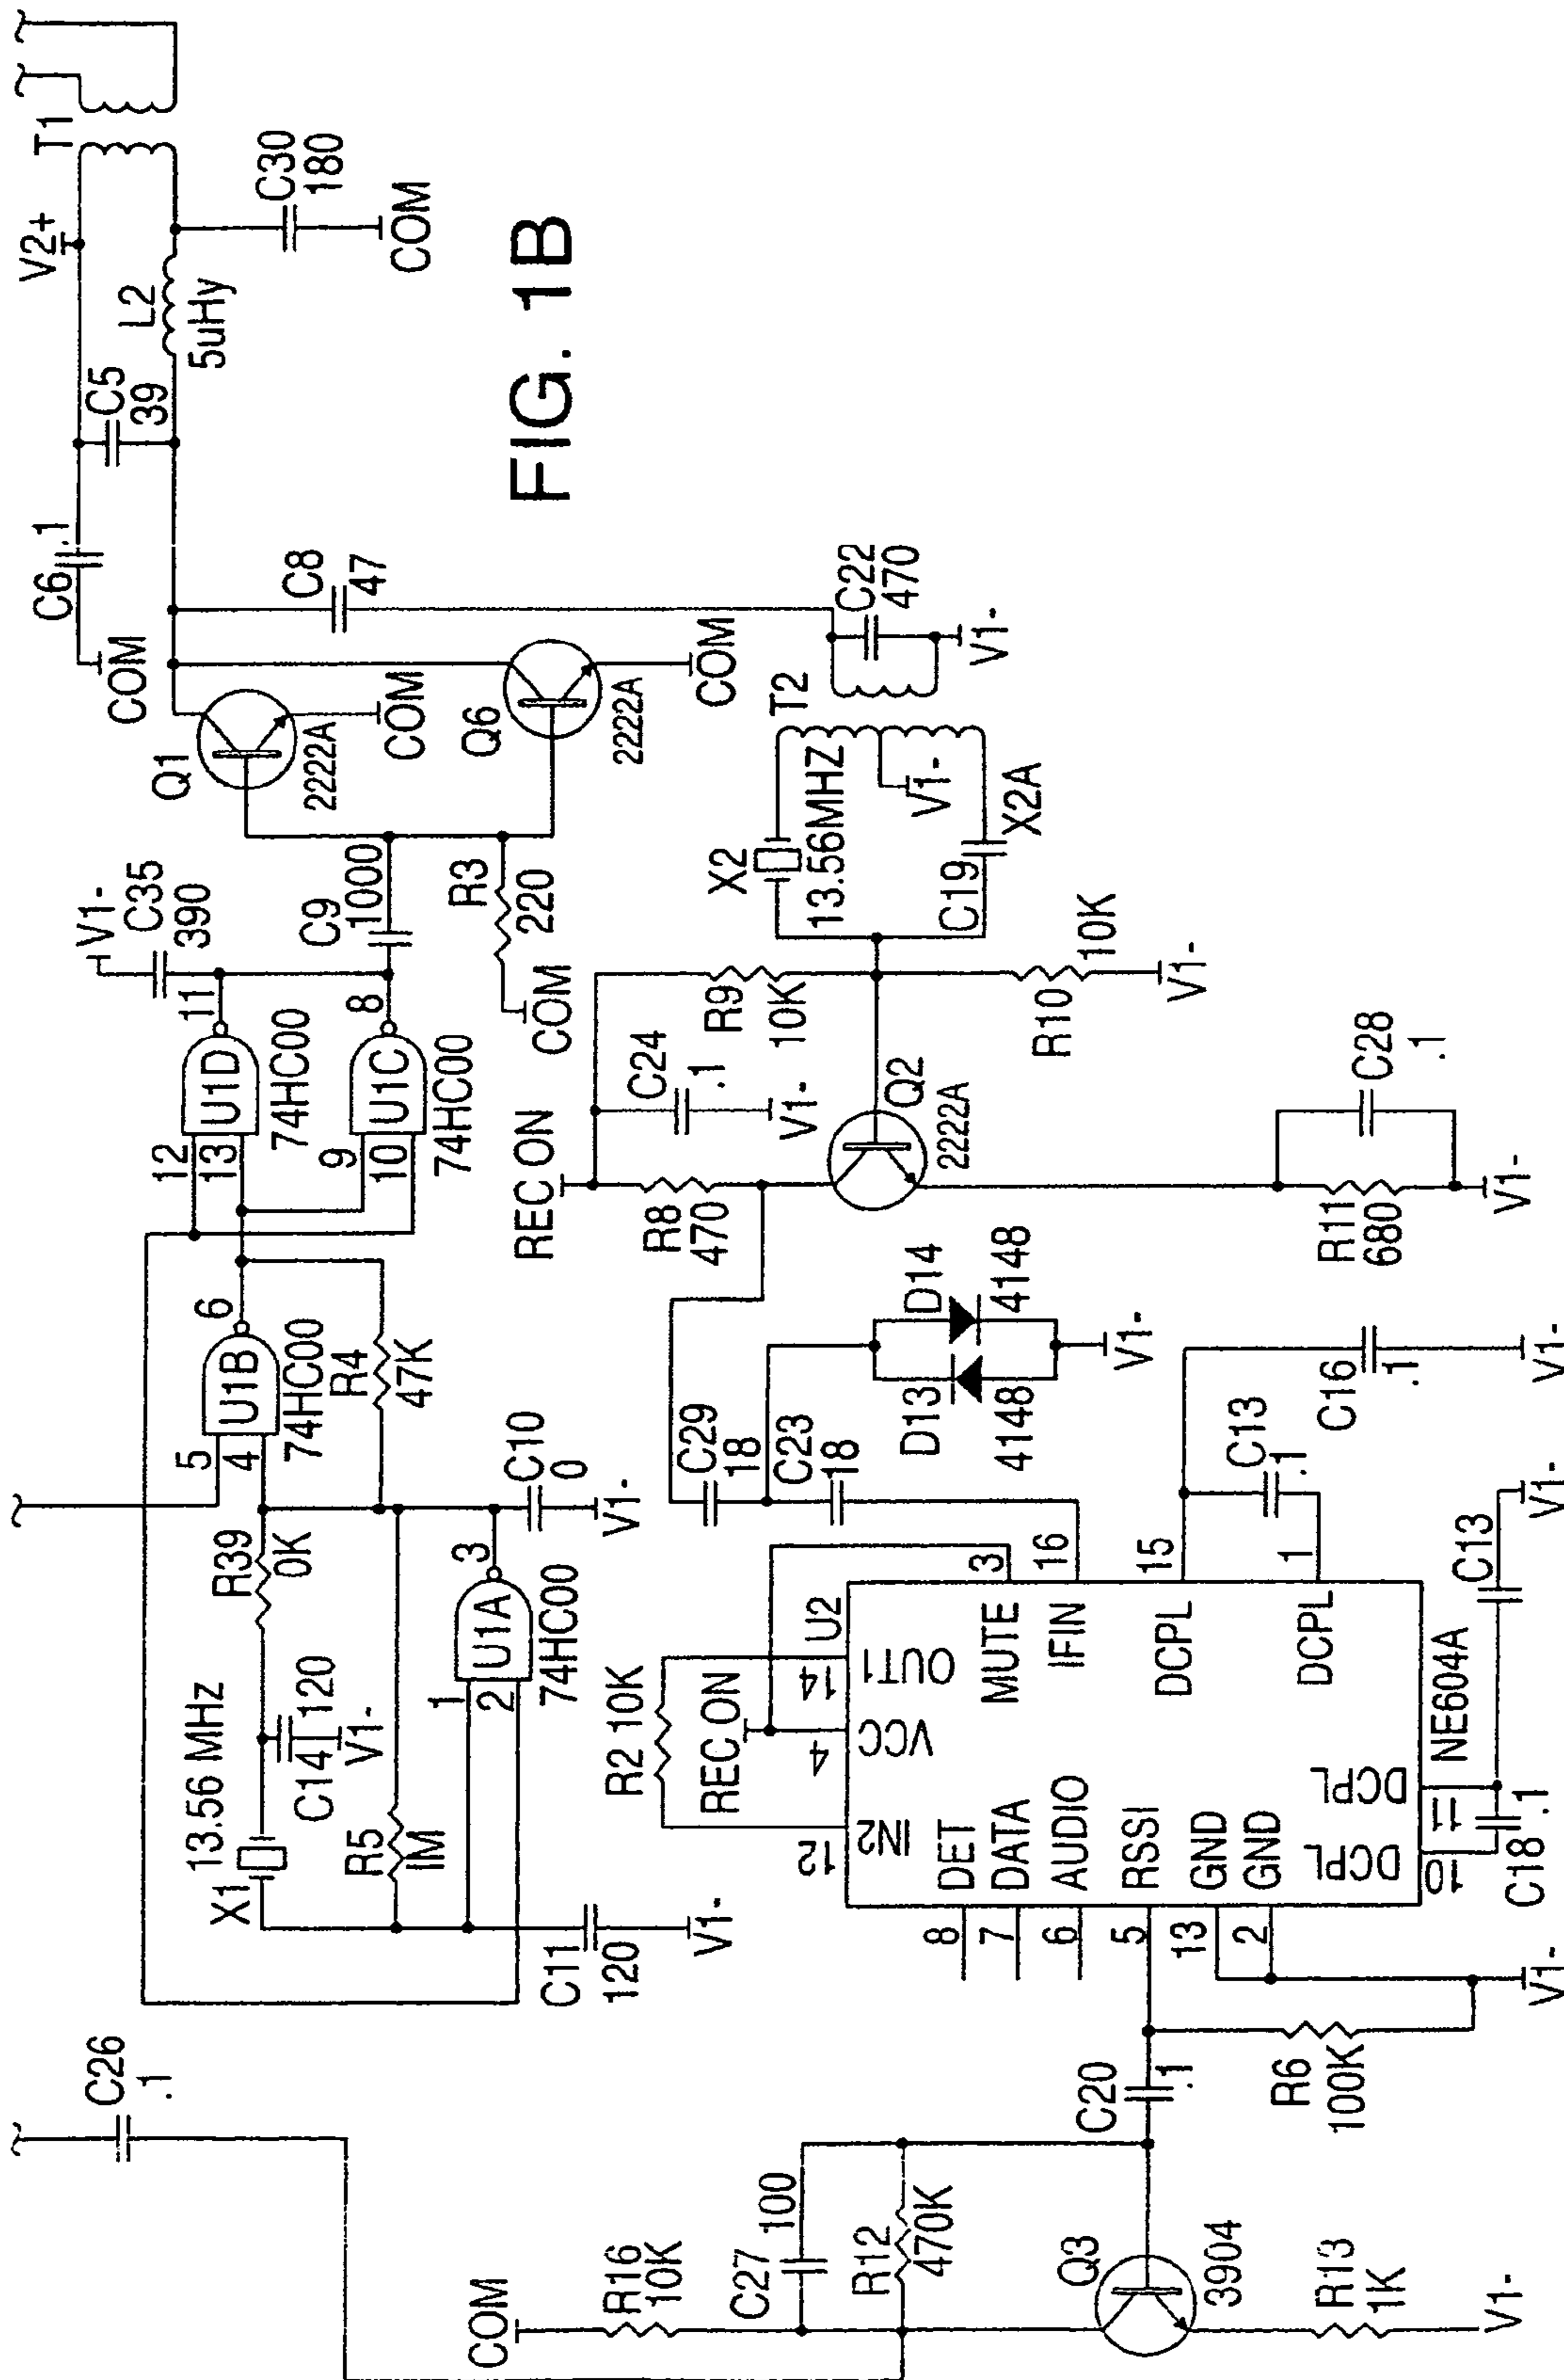 T1
V2+
C30
180
COM
L2
5uHy
C5
39
C6
.1
COM
FIG. 1B
C8
47
C22
470
V1-
Q1
2222A
COM
Q6
2222A
COM
T2
X2
13.56MHZ
V1-
C19
X2A
V1-
C35
390
C9
1000
R3
220
COM
11
12
13
U1D
74HC00
8
9
10
U1C
74HC00
R9
10K
R10
10K
V1-
C24
.1
V1-
REC ON
R8
470
Q2
2222A
C28
.1
R11
680
V1-
6
5
4
U1B
74HC00
R4
47K
D14
4148
D13
4148
V1-
C29
18
C23
18
C16
.1
V1-
C13
.1
C13
V1-
C10
0
V1-
R39
0K
3
1
2
U1A
74HC00
13.56 MHz
X1
C14
120
V1-
R5
IM
C11
120
V1-
R2 10K
REC ON
U2
14
OUT1
4
VCC
12
IN2
MUTE
3
IFIN
16
DCPL
15
DCPL
1
NE604A
DET
8
DATA
7
AUDIO
6
RSSI
5
GND
13
GND
2
DCPL
11
DCPL
10
C18
.1
V1-
C26
.1
C20
.1
R6
100K
COM
R16
10K
C27
100
R12
470K
Q3
3904
R13
1K
V1-